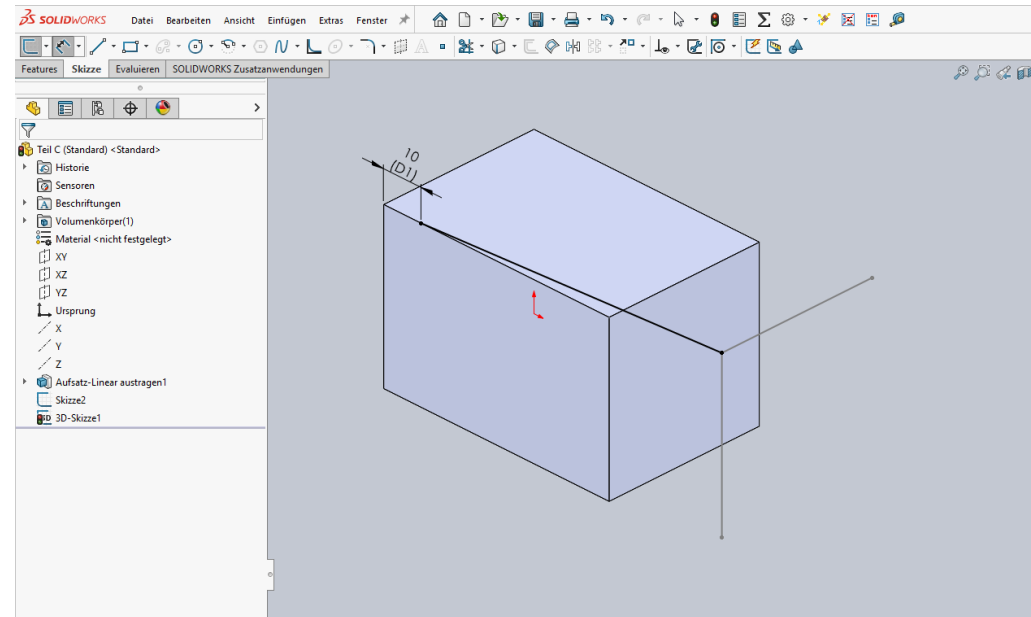 SOLIDWORKS Datei Bearbeiten Ansicht Einfügen Extras Fenster
Features Skizze Evaluieren SOLIDWORKS Zusatzanwendungen
Teil C (Standard) <Standard>
Historie
Sensoren
Beschriftungen
Volumenkörper(1)
Material <nicht festgelegt>
XY
XZ
YZ
Ursprung
X
Y
Z
Aufsatz-Linear austragen1
Skizze2
3D-Skizze1
10
(D1)